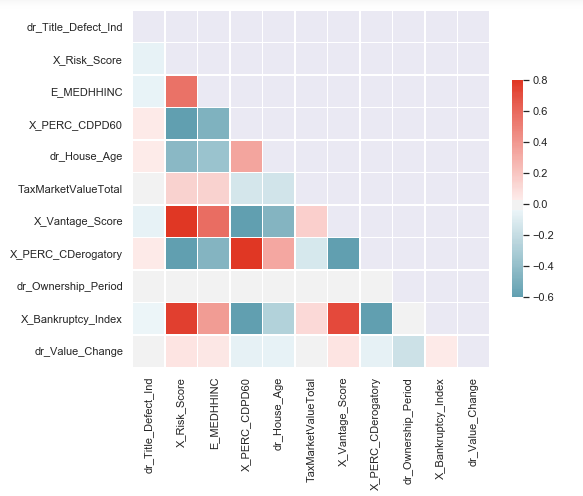 dr_Title_Defect_Ind
X_Risk_Score
E_MEDHHINC
X_PERC_CDPD60
dr_House_Age
TaxMarketValueTotal
X_Vantage_Score
X_PERC_CDerogatory
dr_Ownership_Period
X_Bankruptcy_Index
dr_Value_Change
dr_Title_Defect_Ind
X_Risk_Score
E_MEDHHINC
X_PERC_CDPD60
dr_House_Age
TaxMarketValueTotal
X_Vantage_Score
X_PERC_CDerogatory
dr_Ownership_Period
X_Bankruptcy_Index
dr_Value_Change
0.8
0.6
0.4
0.2
0.0
−0.2
−0.4
−0.6